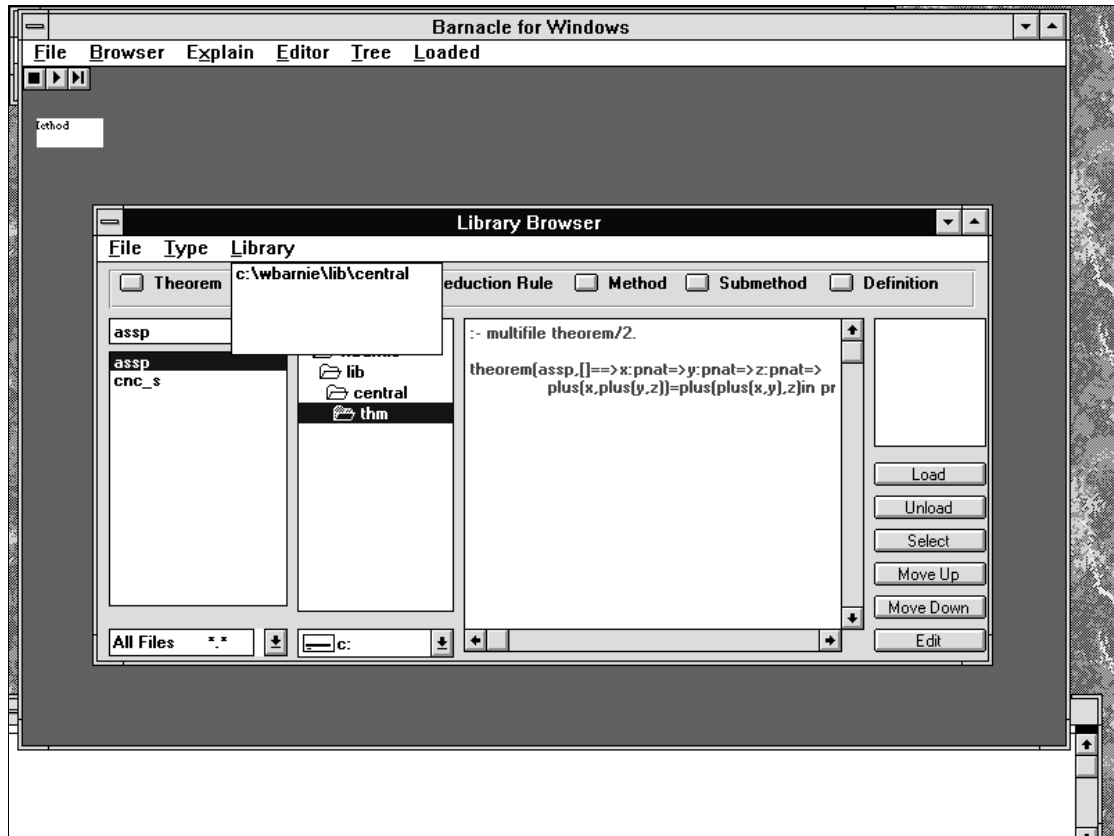 Barnacle for Windows
File Browser Explain Editor Tree Loaded
Library Browser
File Type Library
c:\wbarnie\lib\central
Theorem eduction Rule Method Submethod Definition
assp
assp
cnc_s
lib
central
thm
:- multifile theorem/2.
theorem(assp,[]==>x:pnat=>y:pnat=>z:pnat=>
plus(x,plus(y,z))=plus(plus(x,y),z)in pr
Load
Unload
Select
Move Up
Move Down
Edit
All Files *.*
c: